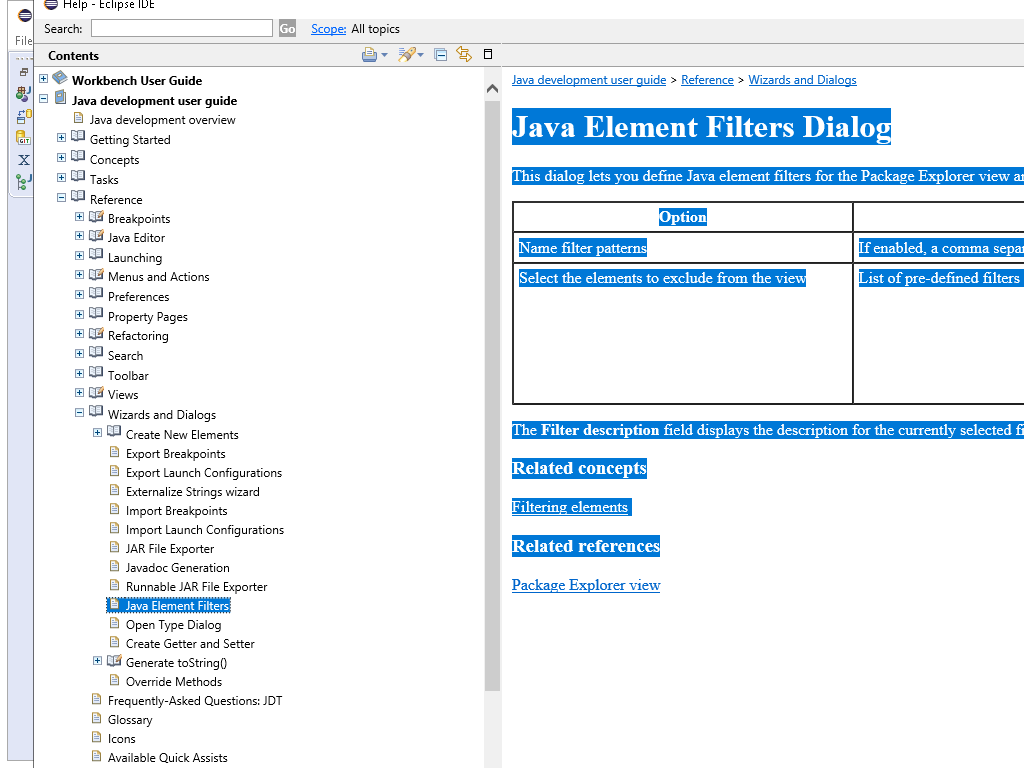 Help - Eclipse IDE
File
Search:
Go
Scope: All topics
Contents
Workbench User Guide
Java development user guide
Java development overview
Getting Started
Concepts
Tasks
Reference
Breakpoints
Java Editor
Launching
Menus and Actions
Preferences
Property Pages
Refactoring
Search
Toolbar
Views
Wizards and Dialogs
Create New Elements
Export Breakpoints
Export Launch Configurations
Externalize Strings wizard
Import Breakpoints
Import Launch Configurations
JAR File Exporter
Javadoc Generation
Runnable JAR File Exporter
Java Element Filters
Open Type Dialog
Create Getter and Setter
Generate toString()
Override Methods
Frequently-Asked Questions: JDT
Glossary
Icons
Available Quick Assists
GIT
Java development user guide > Reference > Wizards and Dialogs
Java Element Filters Dialog
This dialog lets you define Java element filters for the Package Explorer view
Option
Name filter patterns
If enabled, a comma
Select the elements to exclude from the view
List of pre-defined filters
The Filter description field displays the description for the currently selected
Related concepts
Filtering elements
Related references
Package Explorer view